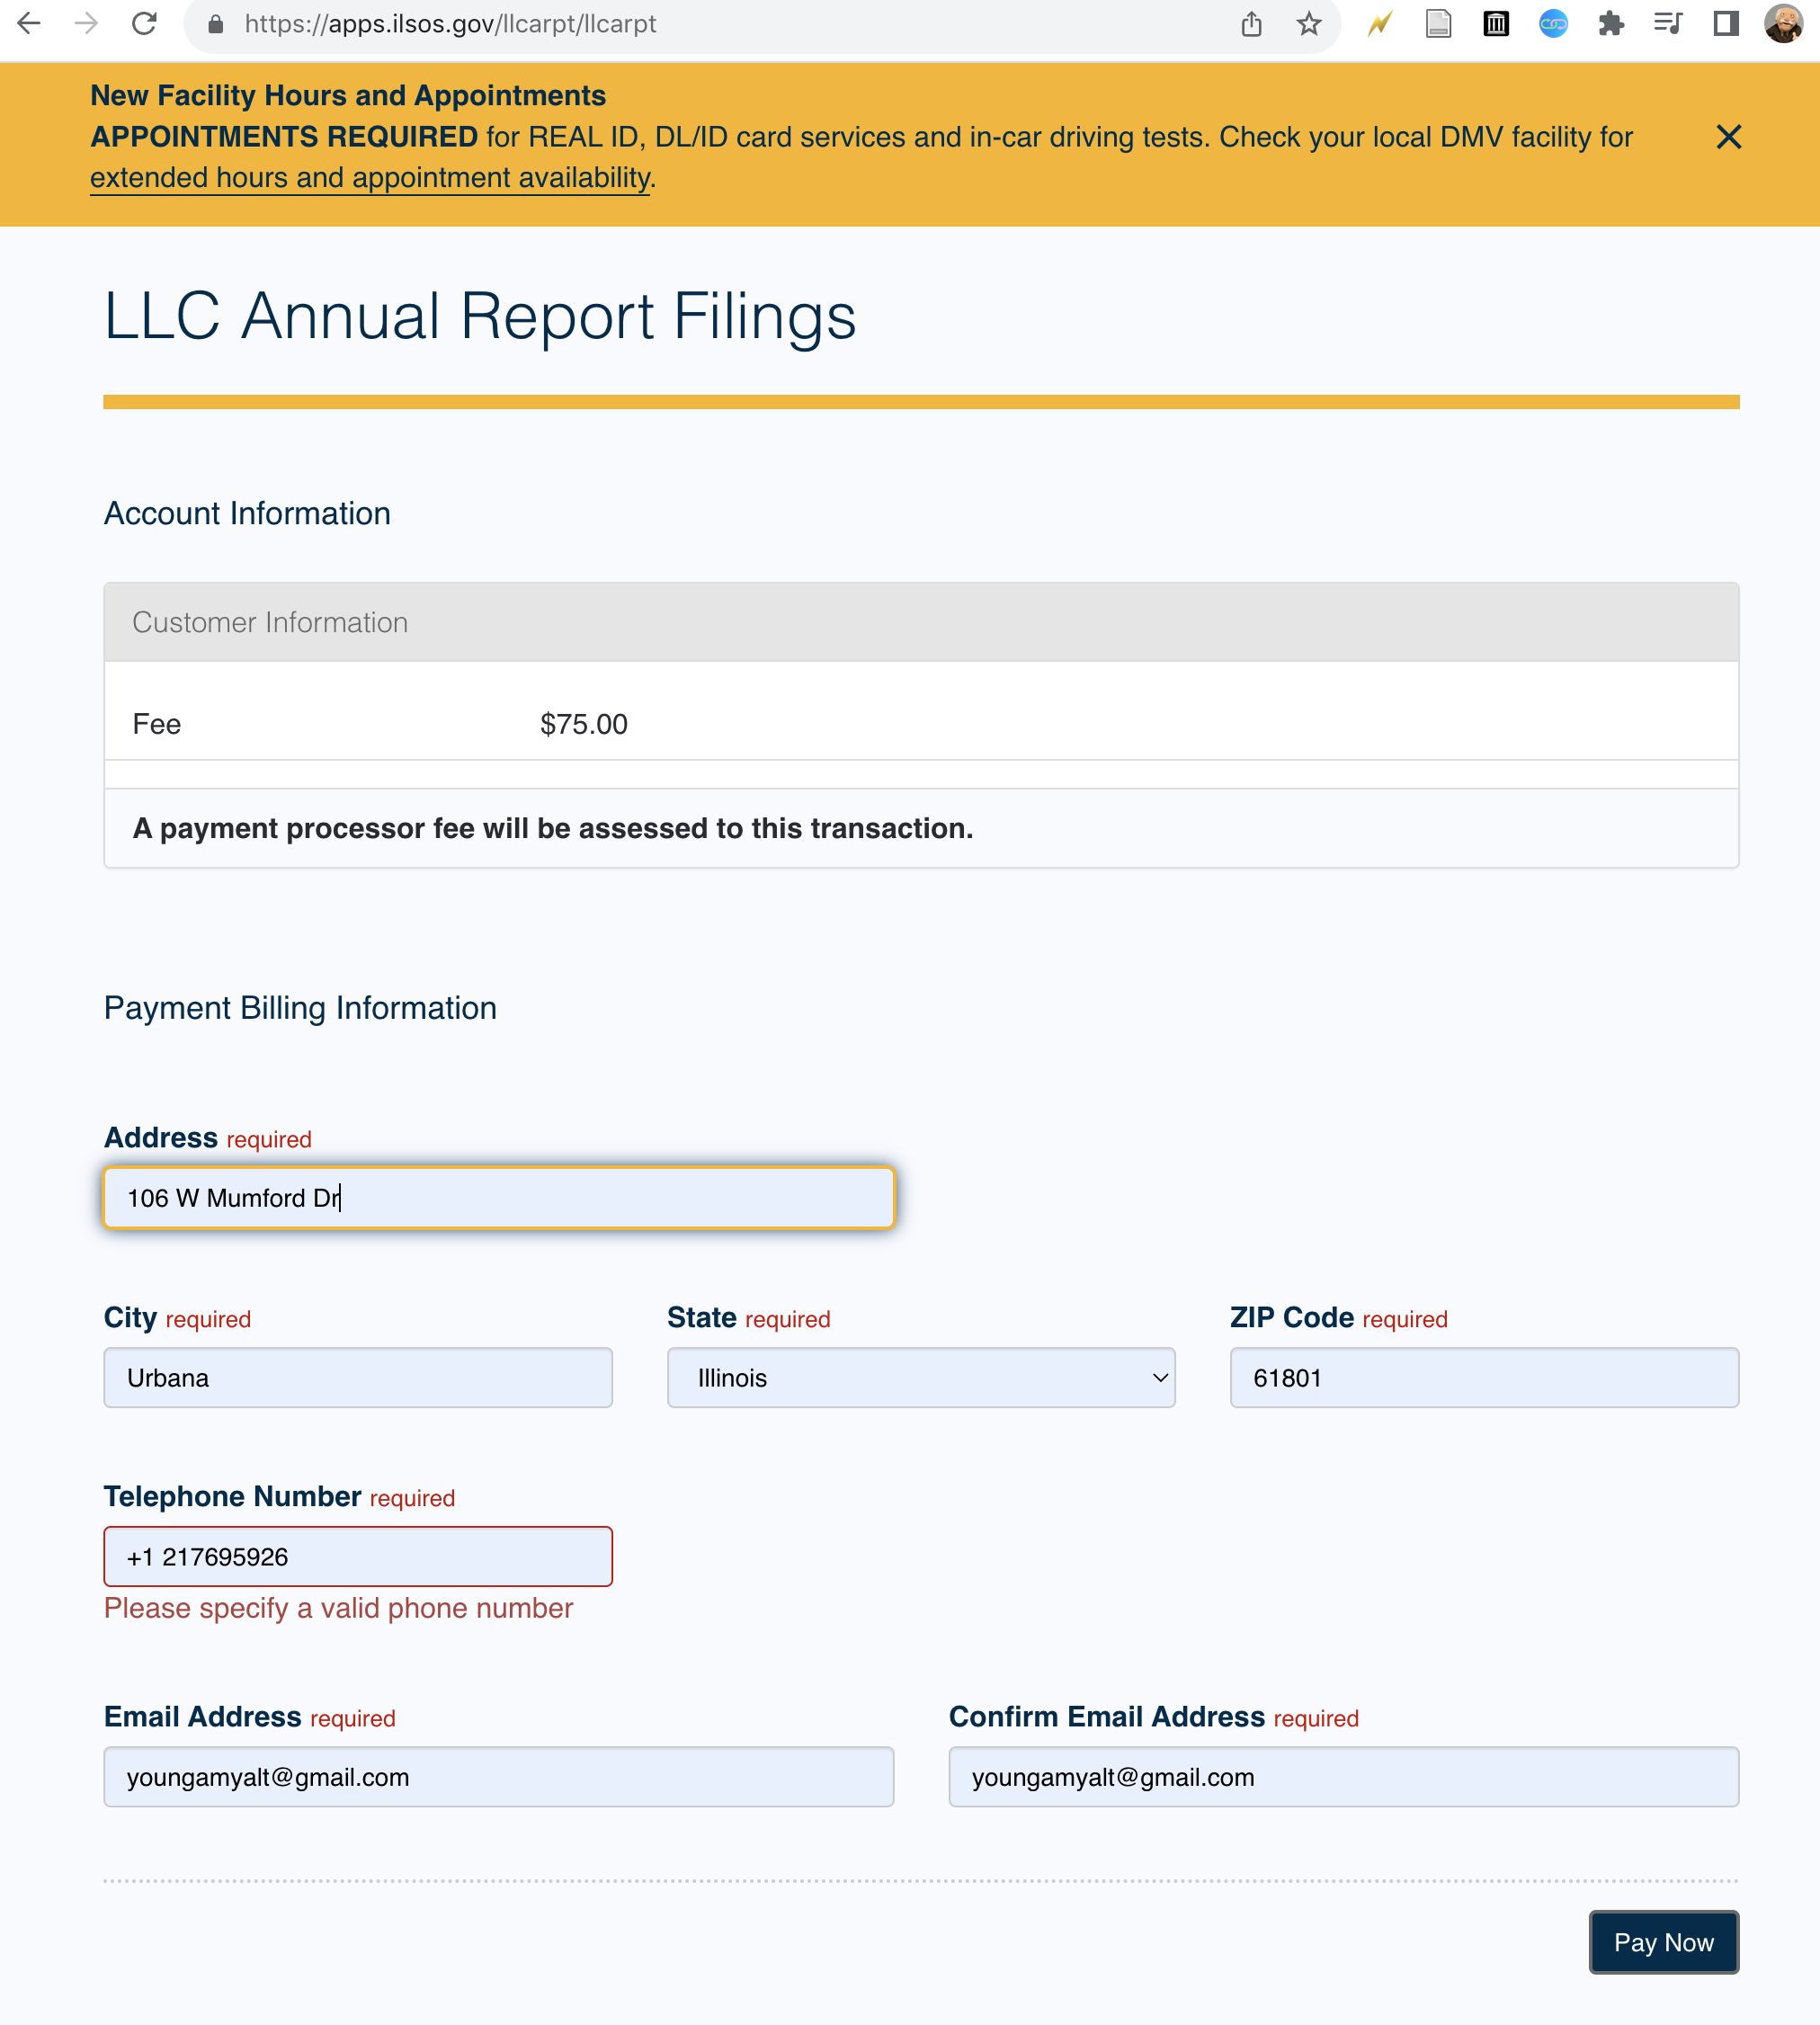 https://apps.ilsos.gov/llcarpt/llcarpt
New Facility Hours and Appointments
APPOINTMENTS REQUIRED for REAL ID, DL/ID card services and in-car driving tests. Check your local DMV facility for
extended hours and appointment availability.
LLC Annual Report Filings
Account Information
Customer Information
Fee $75.00
A payment processor fee will be assessed to this transaction.
Payment Billing Information
Address required
106 W Mumford Dr
City required State required ZIP Code required
Urbana Illinois 61801
Telephone Number required
+1 217695926
Please specify a valid phone number
Email Address required Confirm Email Address required
youngamyalt@gmail.com youngamyalt@gmail.com
Pay Now